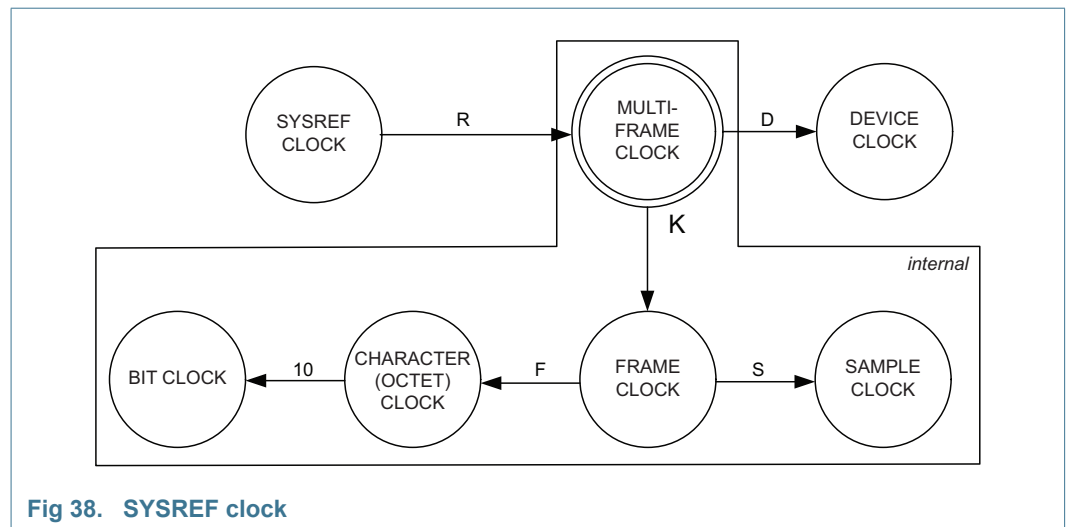 SYSREF
CLOCK
R
MULTI-
FRAME
CLOCK
D
DEVICE
CLOCK
K
internal
BIT CLOCK
10
CHARACTER
(OCTET)
CLOCK
F
FRAME
CLOCK
S
SAMPLE
CLOCK
Fig 38. SYSREF clock